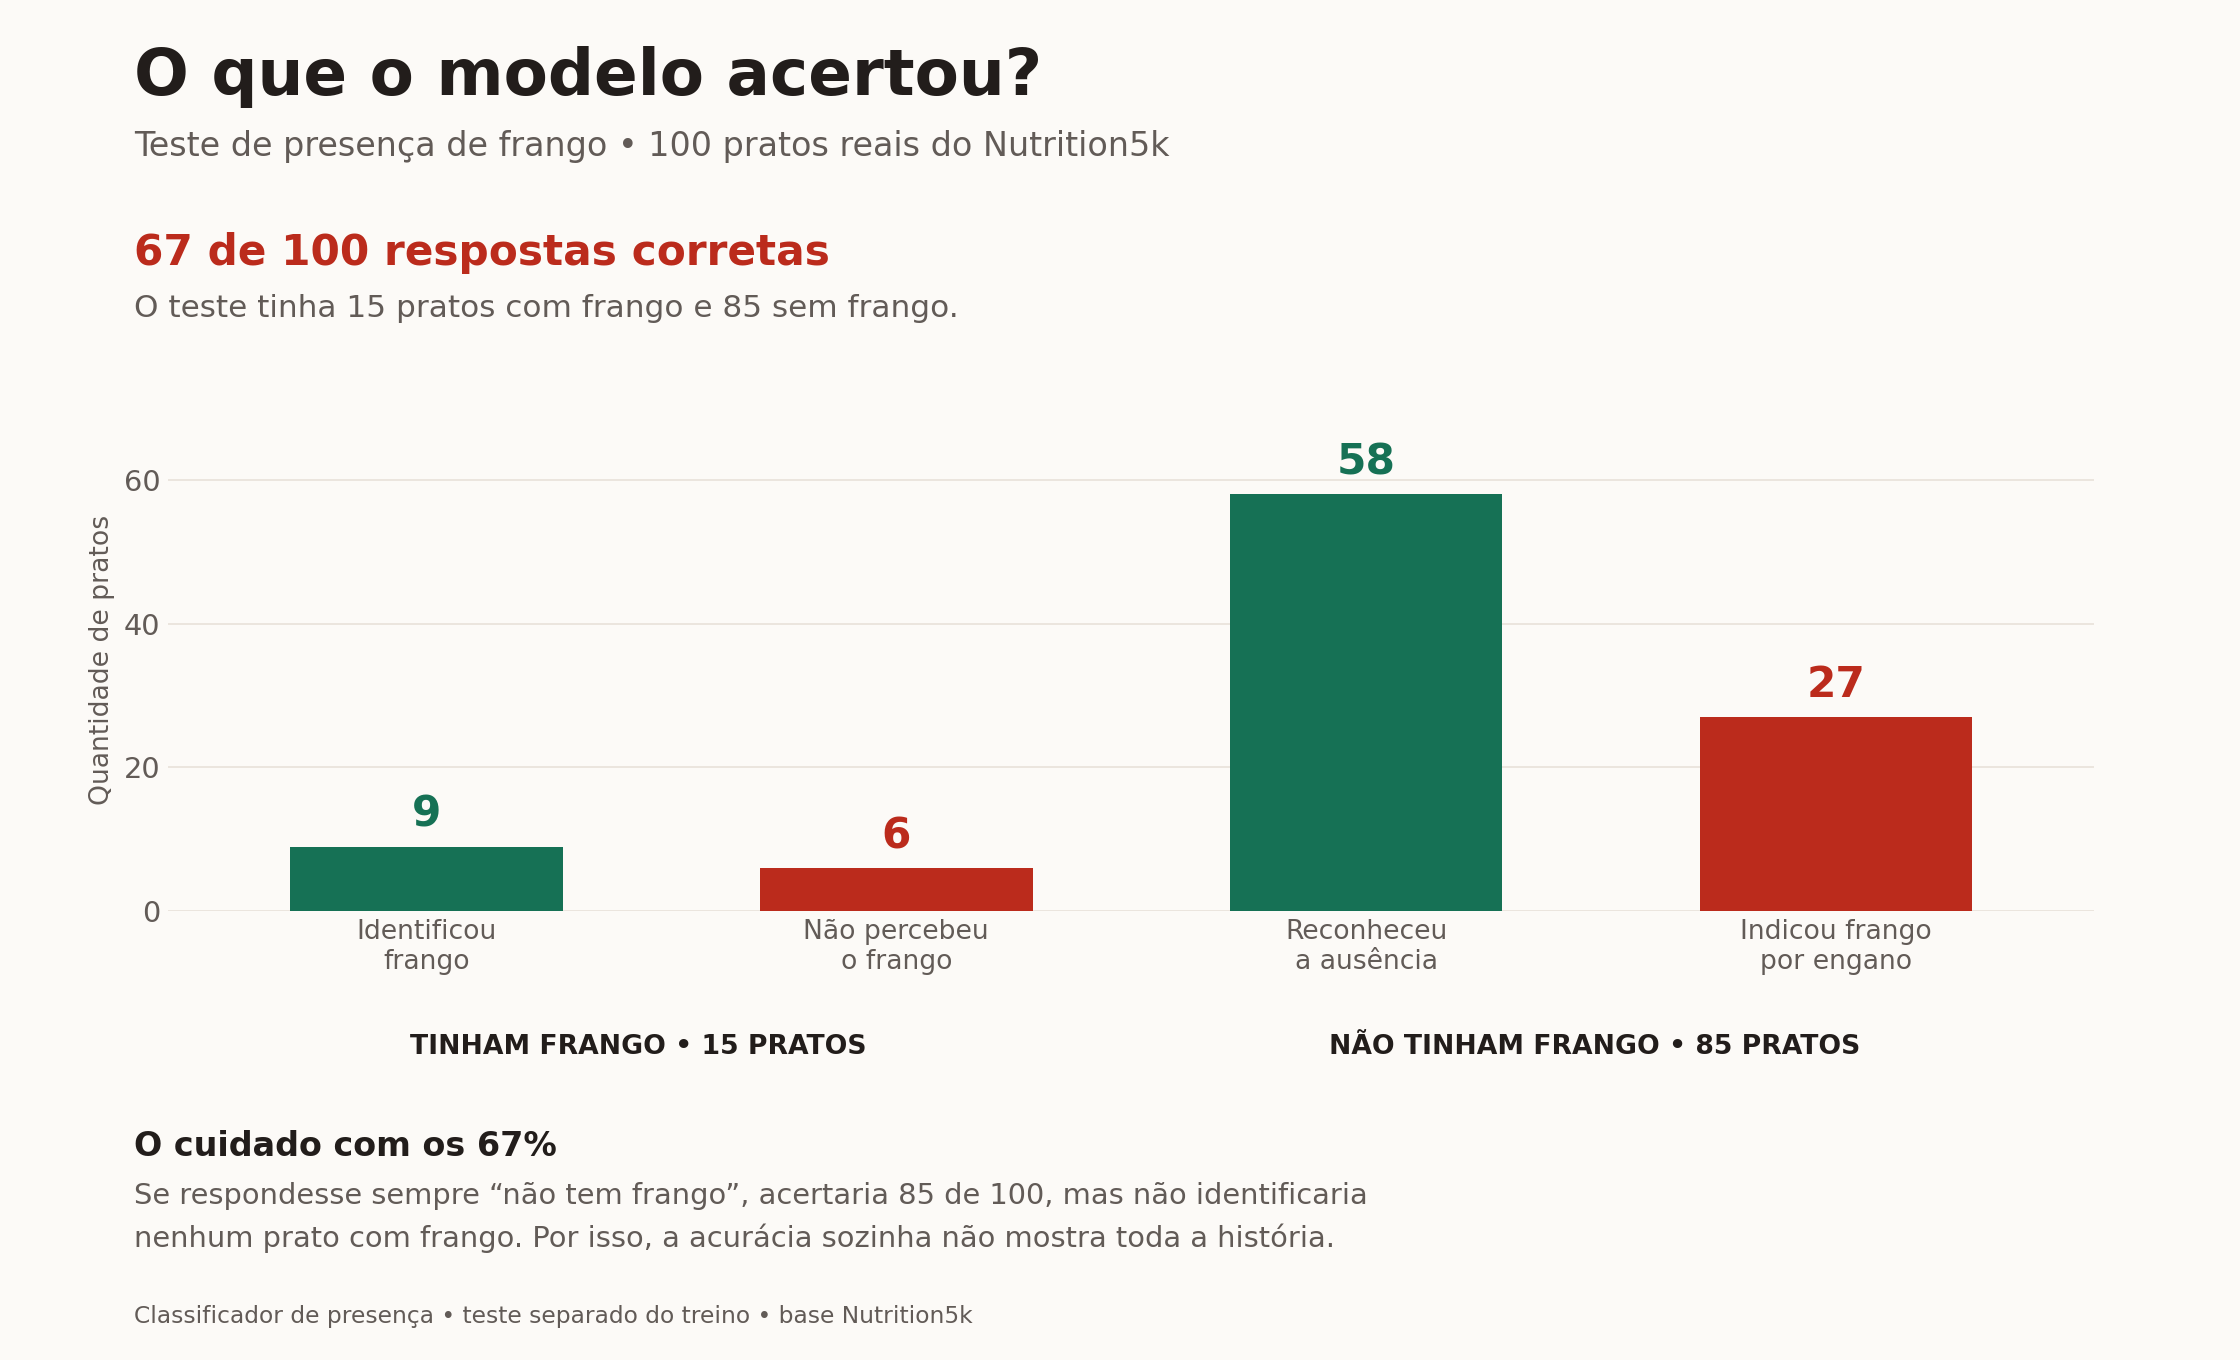 O que o modelo acertou?
Teste de presença de frango • 100 pratos reais do Nutrition5k
67 de 100 respostas corretas
O teste tinha 15 pratos com frango e 85 sem frango.
Quantidade de pratos
60
40
20
0
9
6
58
27
Identificou
frango
Não percebeu
o frango
Reconheceu
a ausência
Indicou frango
por engano
TINHAM FRANGO • 15 PRATOS
NÃO TINHAM FRANGO • 85 PRATOS
O cuidado com os 67%
Se respondesse sempre “não tem frango”, acertaria 85 de 100, mas não identificaria
nenhum prato com frango. Por isso, a acurácia sozinha não mostra toda a história.
Classificador de presença • teste separado do treino • base Nutrition5k